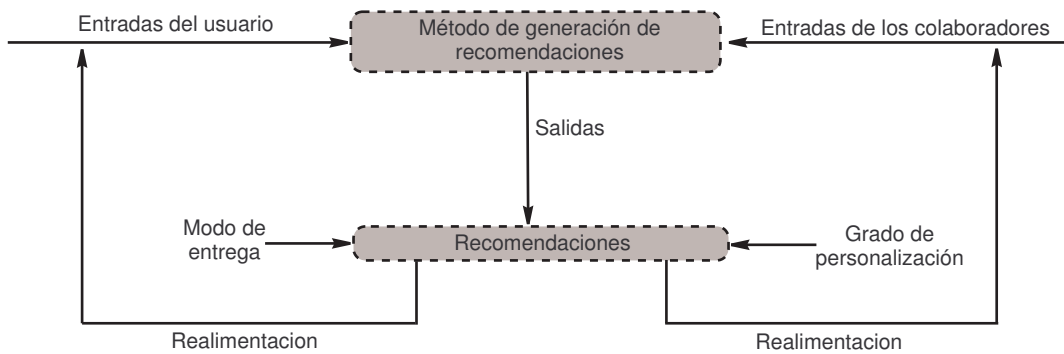 Entradas del usuario
Método de generación de
recomendaciones
Entradas de los colaboradores
Salidas
Modo de
entrega
Recomendaciones
Grado de
personalización
Realimentacion
Realimentacion